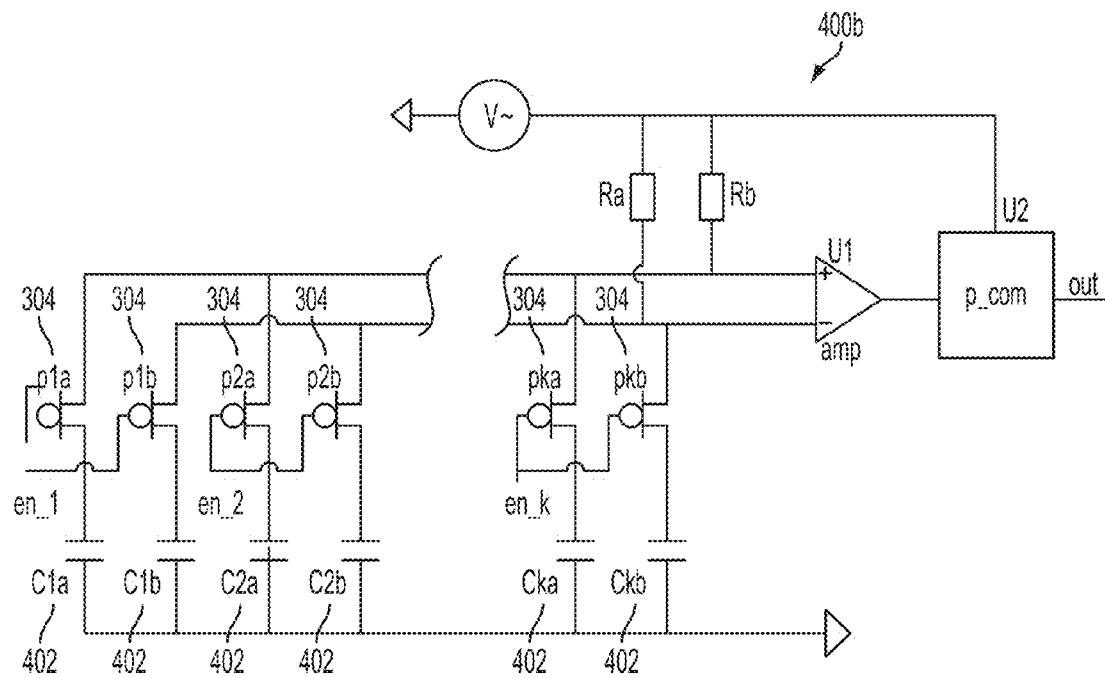 400b
V~
Ra
Rb
U2
U1
+
−
amp
p_com
out
304
304
304
304
304
304
p1a
p1b
p2a
p2b
pka
pkb
en_1
en_2
en_k
C1a
C1b
C2a
C2b
Cka
Ckb
402
402
402
402
402
402